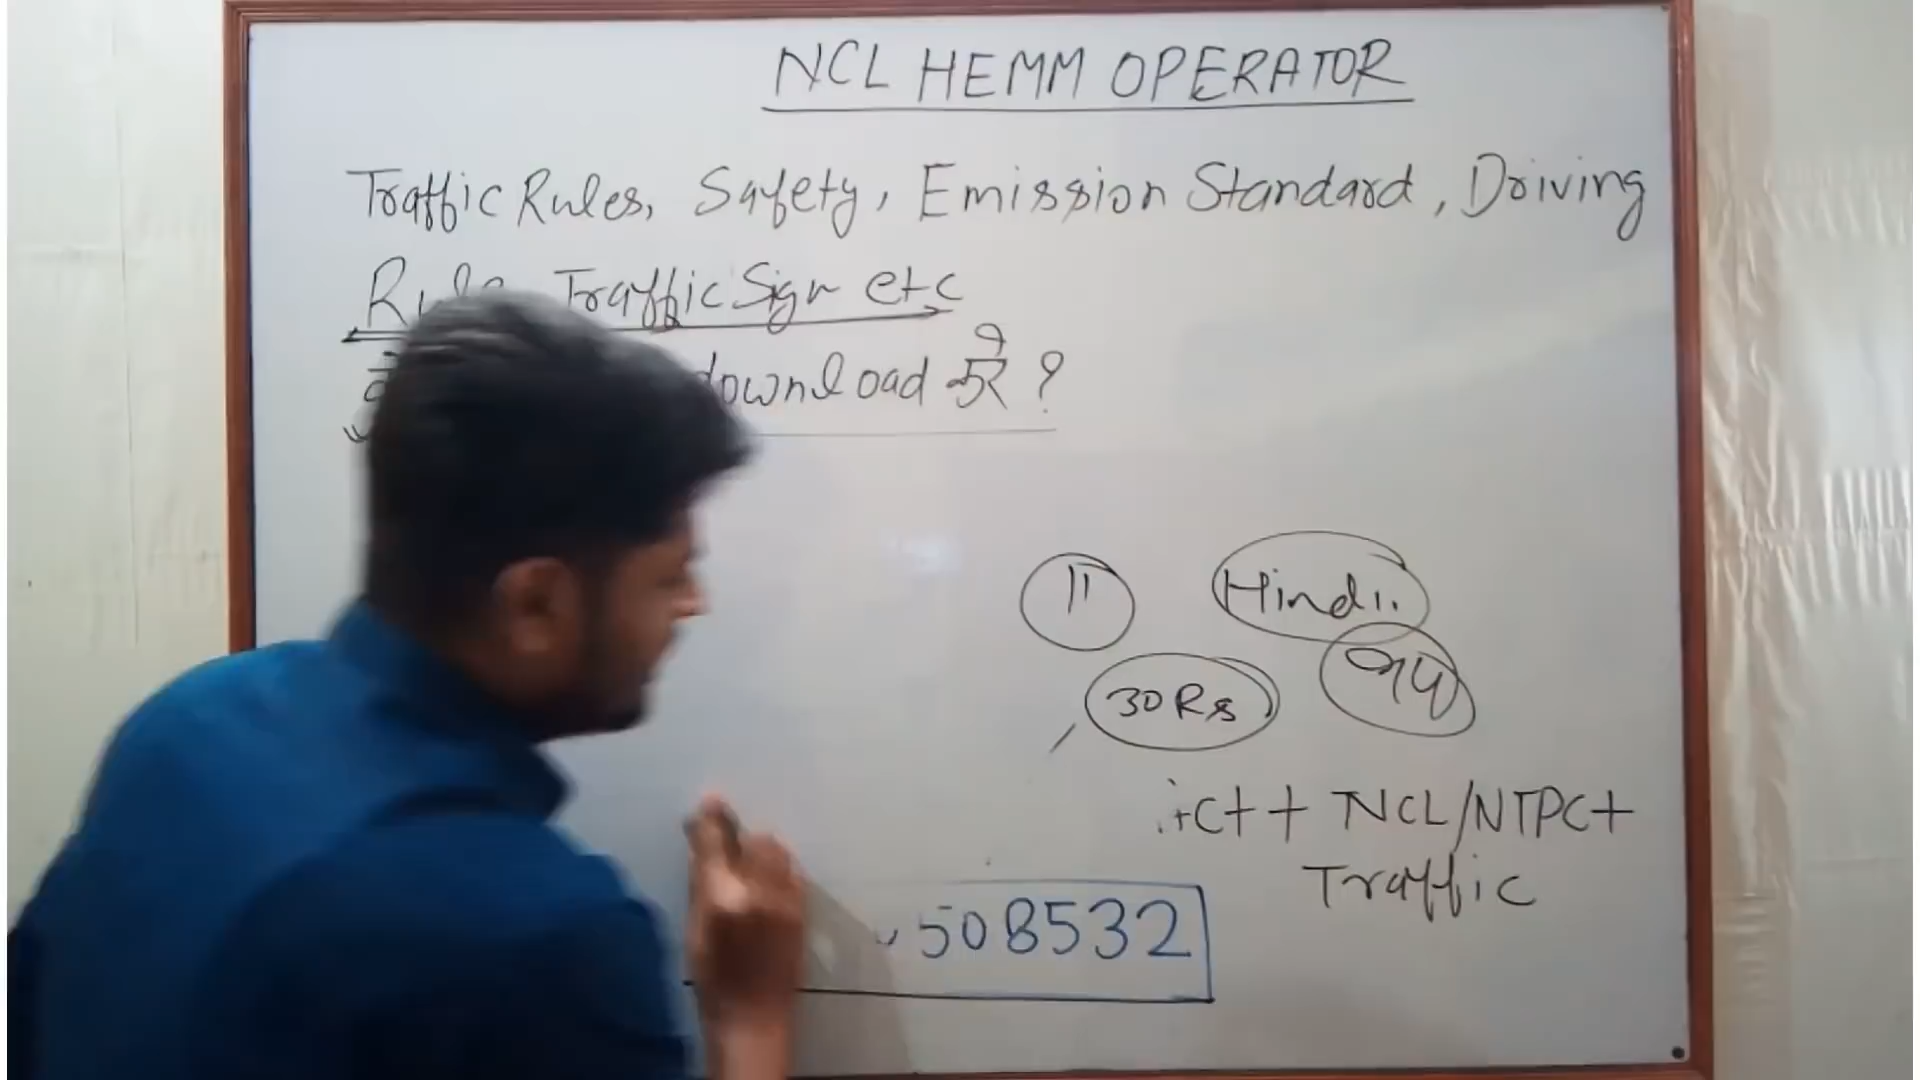 NCL HEMM OPERATOR
Traffic Rules, Safety, Emission Standard, Driving
Traffic Sign etc
download करे ?
11
Hindi
30 Rs
NCL/NTPC+
Traffic
508532